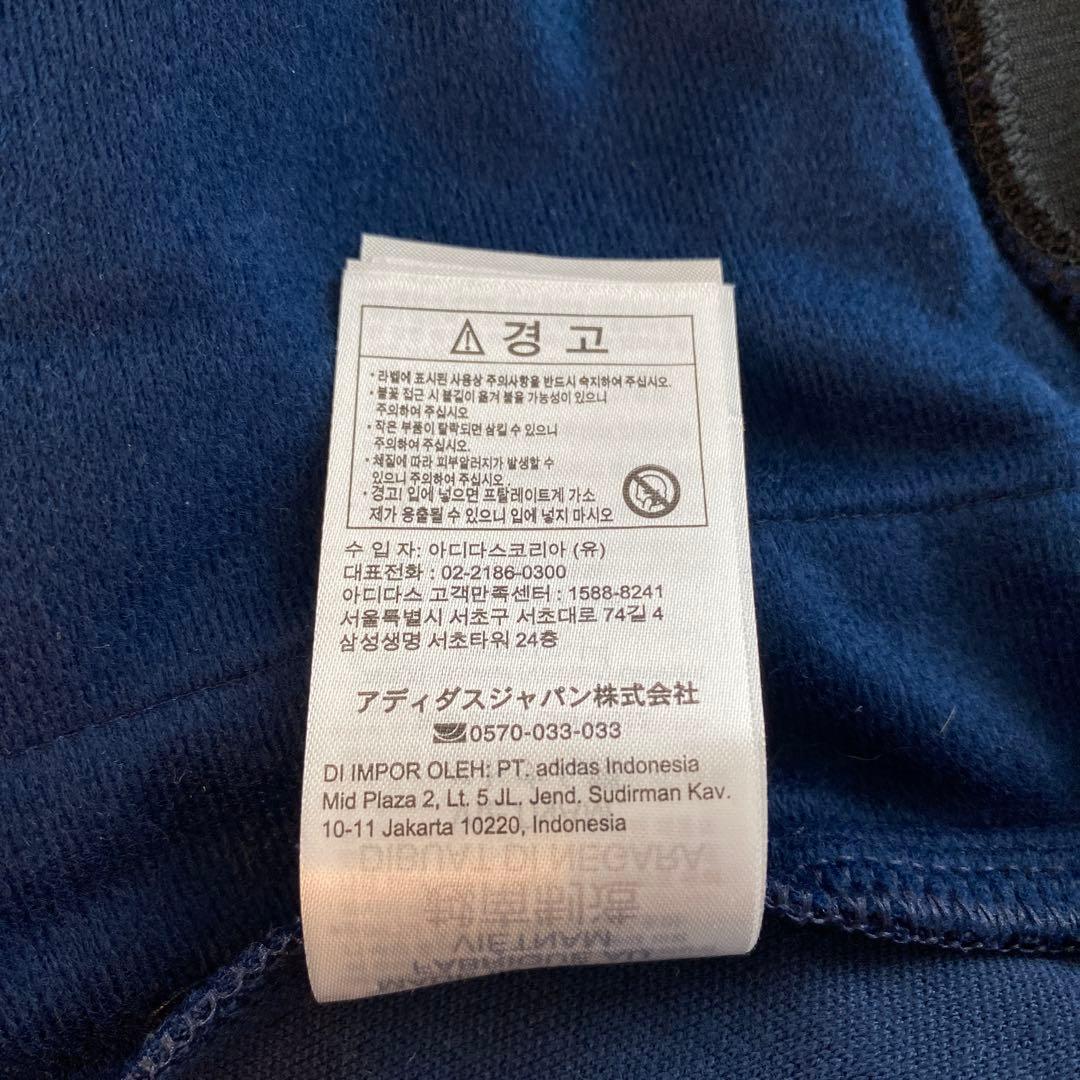 ⚠ 경 고
• 라벨에 표시된 사용상 주의사항을 반드시 숙지하여 주십시오.
• 불꽃 접근 시 불길이 옮겨 붙을 가능성이 있으니
주의하여 주십시오
• 작은 부품이 탈락되면 삼킬 수 있으니
주의하여 주십시오.
• 체질에 따라 피부알러지가 발생할 수
있으니 주의하여 주십시오.
• 경고! 입에 넣으면 프탈레이트계 가소
제가 용출될 수 있으니 입에 넣지 마시오
수 입 자: 아디다스코리아 (유)
대표전화 : 02-2186-0300
아디다스 고객만족센터 : 1588-8241
서울특별시 서초구 서초대로 74길 4
삼성생명 서초타워 24층
アディダスジャパン株式会社
0570-033-033
DI IMPOR OLEH: PT. adidas Indonesia
Mid Plaza 2, Lt. 5 JL. Jend. Sudirman Kav.
10-11 Jakarta 10220, Indonesia
DIBUAT DI NEGARA
越南制造
VIETNAM
FABRIQUÉ AU